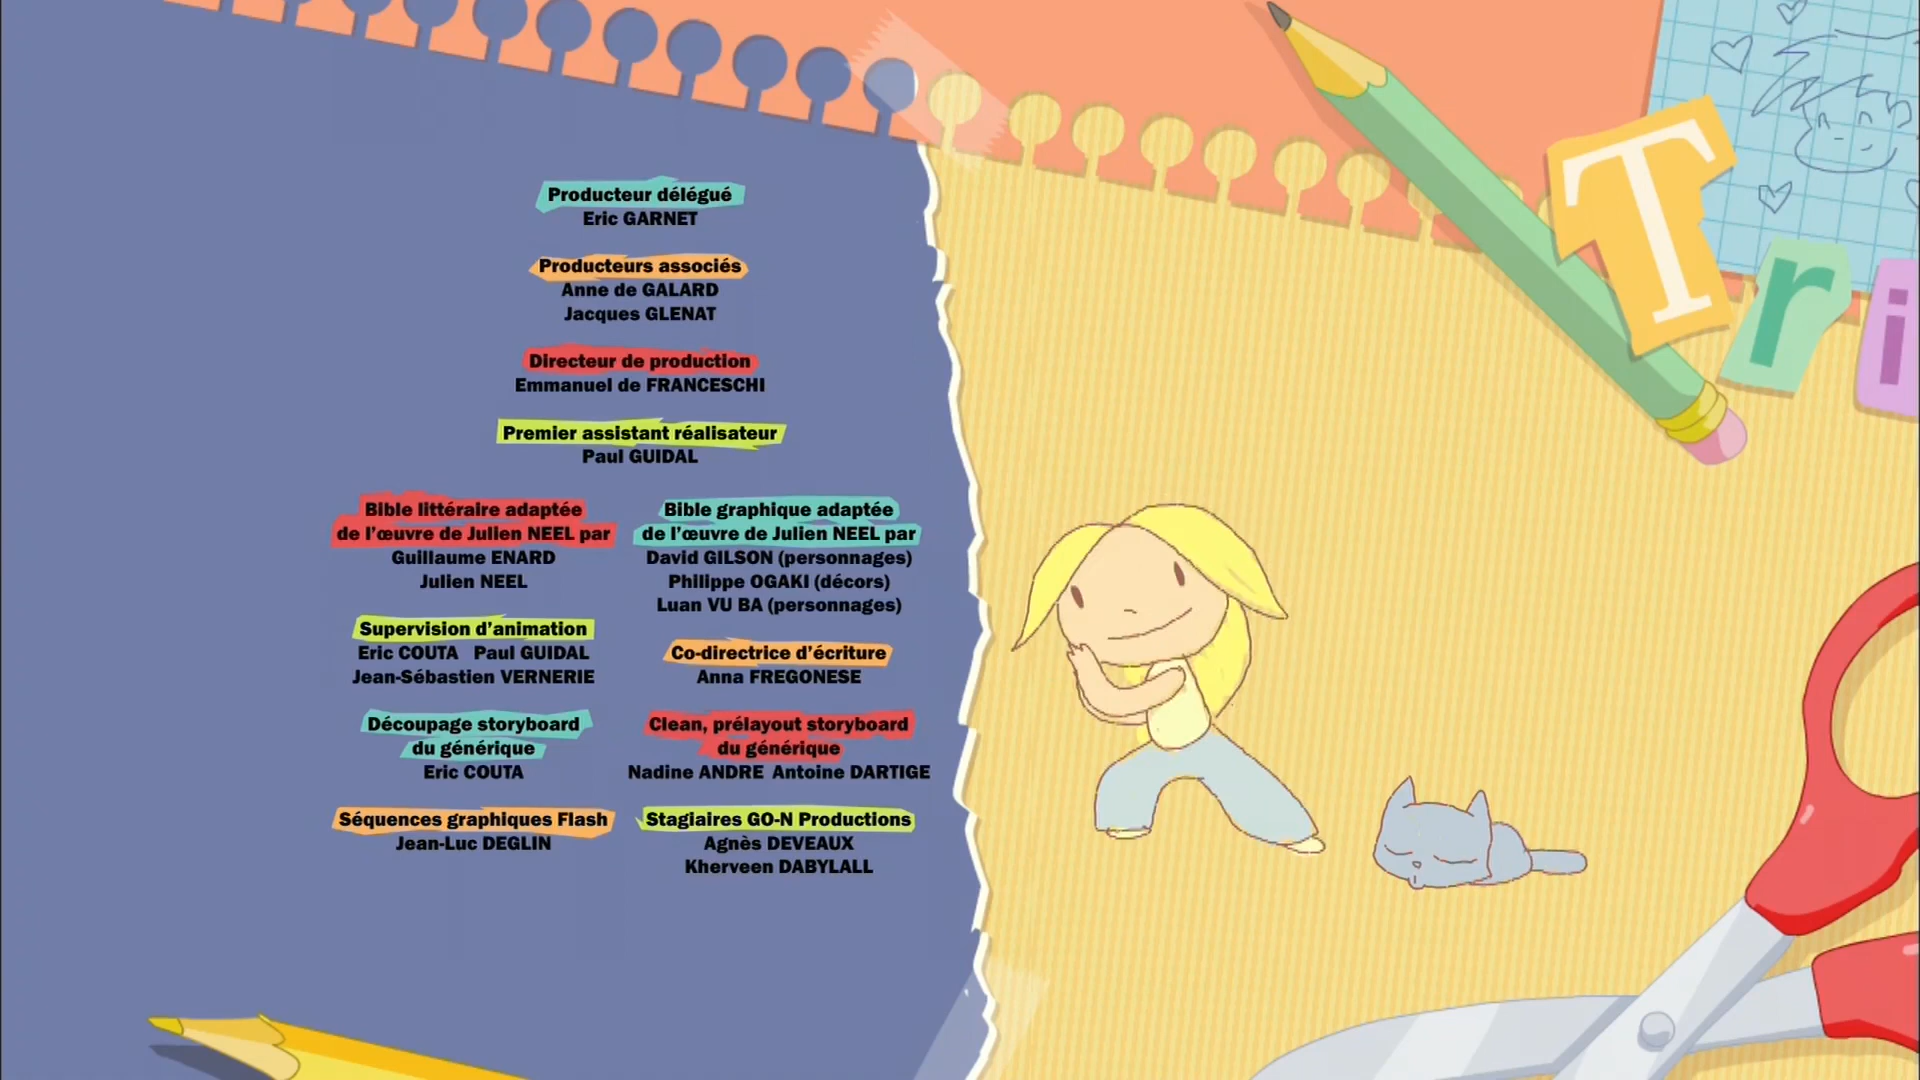 Producteur délégué
Eric GARNET
Producteurs associés
Anne de GALARD
Jacques GLENAT
Directeur de production
Emmanuel de FRANCESCHI
Premier assistant réalisateur
Paul GUIDAL
Bible littéraire adaptée
de l'œuvre de Julien NEEL par
Guillaume ENARD
Julien NEEL
Supervision d'animation
Eric COUTA Paul GUIDAL
Jean-Sébastien VERNERIE
Découpage storyboard
du générique
Eric COUTA
Séquences graphiques Flash
Jean-Luc DEGLIN
Bible graphique adaptée
de l'œuvre de Julien NEEL par
David GILSON (personnages)
Philippe OGAKI (décors)
Luan VU BA (personnages)
Co-directrice d'écriture
Anna FREGONESE
Clean, prélayout storyboard
du générique
Nadine ANDRE Antoine DARTIGE
Stagiaires GO-N Productions
Agnès DEVEAUX
Kherveen DABYLALL
Tri